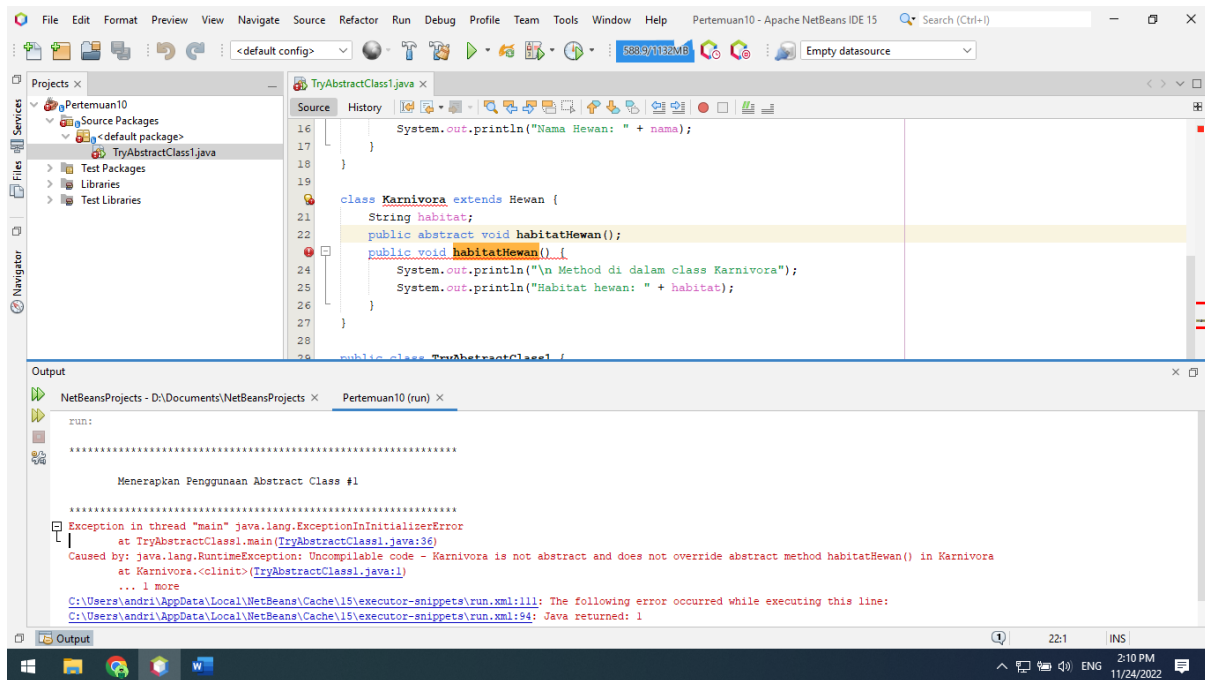 File Edit Format Preview View Navigate Source Refactor Run Debug Profile Team Tools Window Help Pertemuan10 - Apache NetBeans IDE 15 Search (Ctrl+I)
<default config> 588.9/1132MB Empty datasource
Projects
TryAbstractClass1.java
Services
Files
Navigator
Pertemuan10
Source Packages
<default package>
TryAbstractClass1.java
Test Packages
Libraries
Test Libraries
Source History
16 System.out.println("Nama Hewan: " + nama);
17 }
18 }
19
class Karnivora extends Hewan {
21 String habitat;
22 public abstract void habitatHewan();
public void habitatHewan() {
24 System.out.println("\n Method di dalam class Karnivora");
25 System.out.println("Habitat hewan: " + habitat);
26 }
27 }
28
29 public class TryAbstractClass1 {
Output
NetBeansProjects - D:\Documents\NetBeansProjects Pertemuan10 (run)
run:
***************************************************************
Menerapkan Penggunaan Abstract Class #1
***************************************************************
Exception in thread "main" java.lang.ExceptionInInitializerError
at TryAbstractClass1.main(TryAbstractClass1.java:36)
Caused by: java.lang.RuntimeException: Uncompilable code - Karnivora is not abstract and does not override abstract method habitatHewan() in Karnivora
at Karnivora.<clinit>(TryAbstractClass1.java:1)
... 1 more
C:\Users\andri\AppData\Local\NetBeans\Cache\15\executor-snippets\run.xml:111: The following error occurred while executing this line:
C:\Users\andri\AppData\Local\NetBeans\Cache\15\executor-snippets\run.xml:94: Java returned: 1
Output 1 22:1 INS
ENG 2:10 PM
11/24/2022